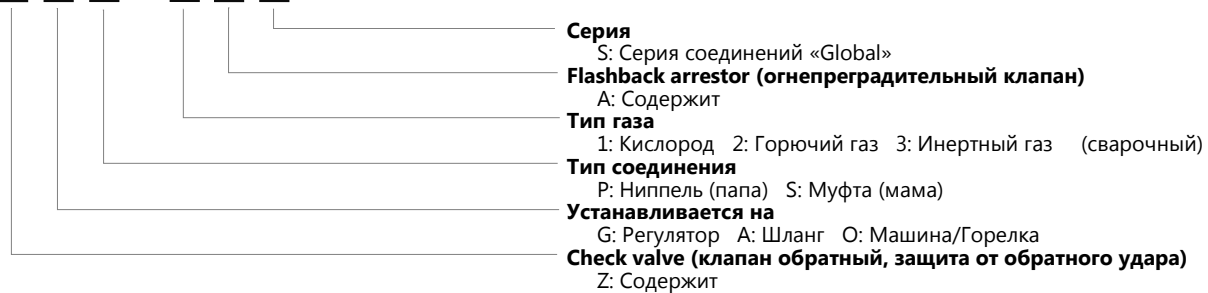 Серия
S: Серия соединений «Global»
Flashback arrestor (огнепреградительный клапан)
A: Содержит
Тип газа
1: Кислород 2: Горючий газ 3: Инертный газ (сварочный)
Тип соединения
P: Ниппель (папа) S: Муфта (мама)
Устанавливается на
G: Регулятор A: Шланг O: Машина/Горелка
Check valve (клапан обратный, защита от обратного удара)
Z: Содержит